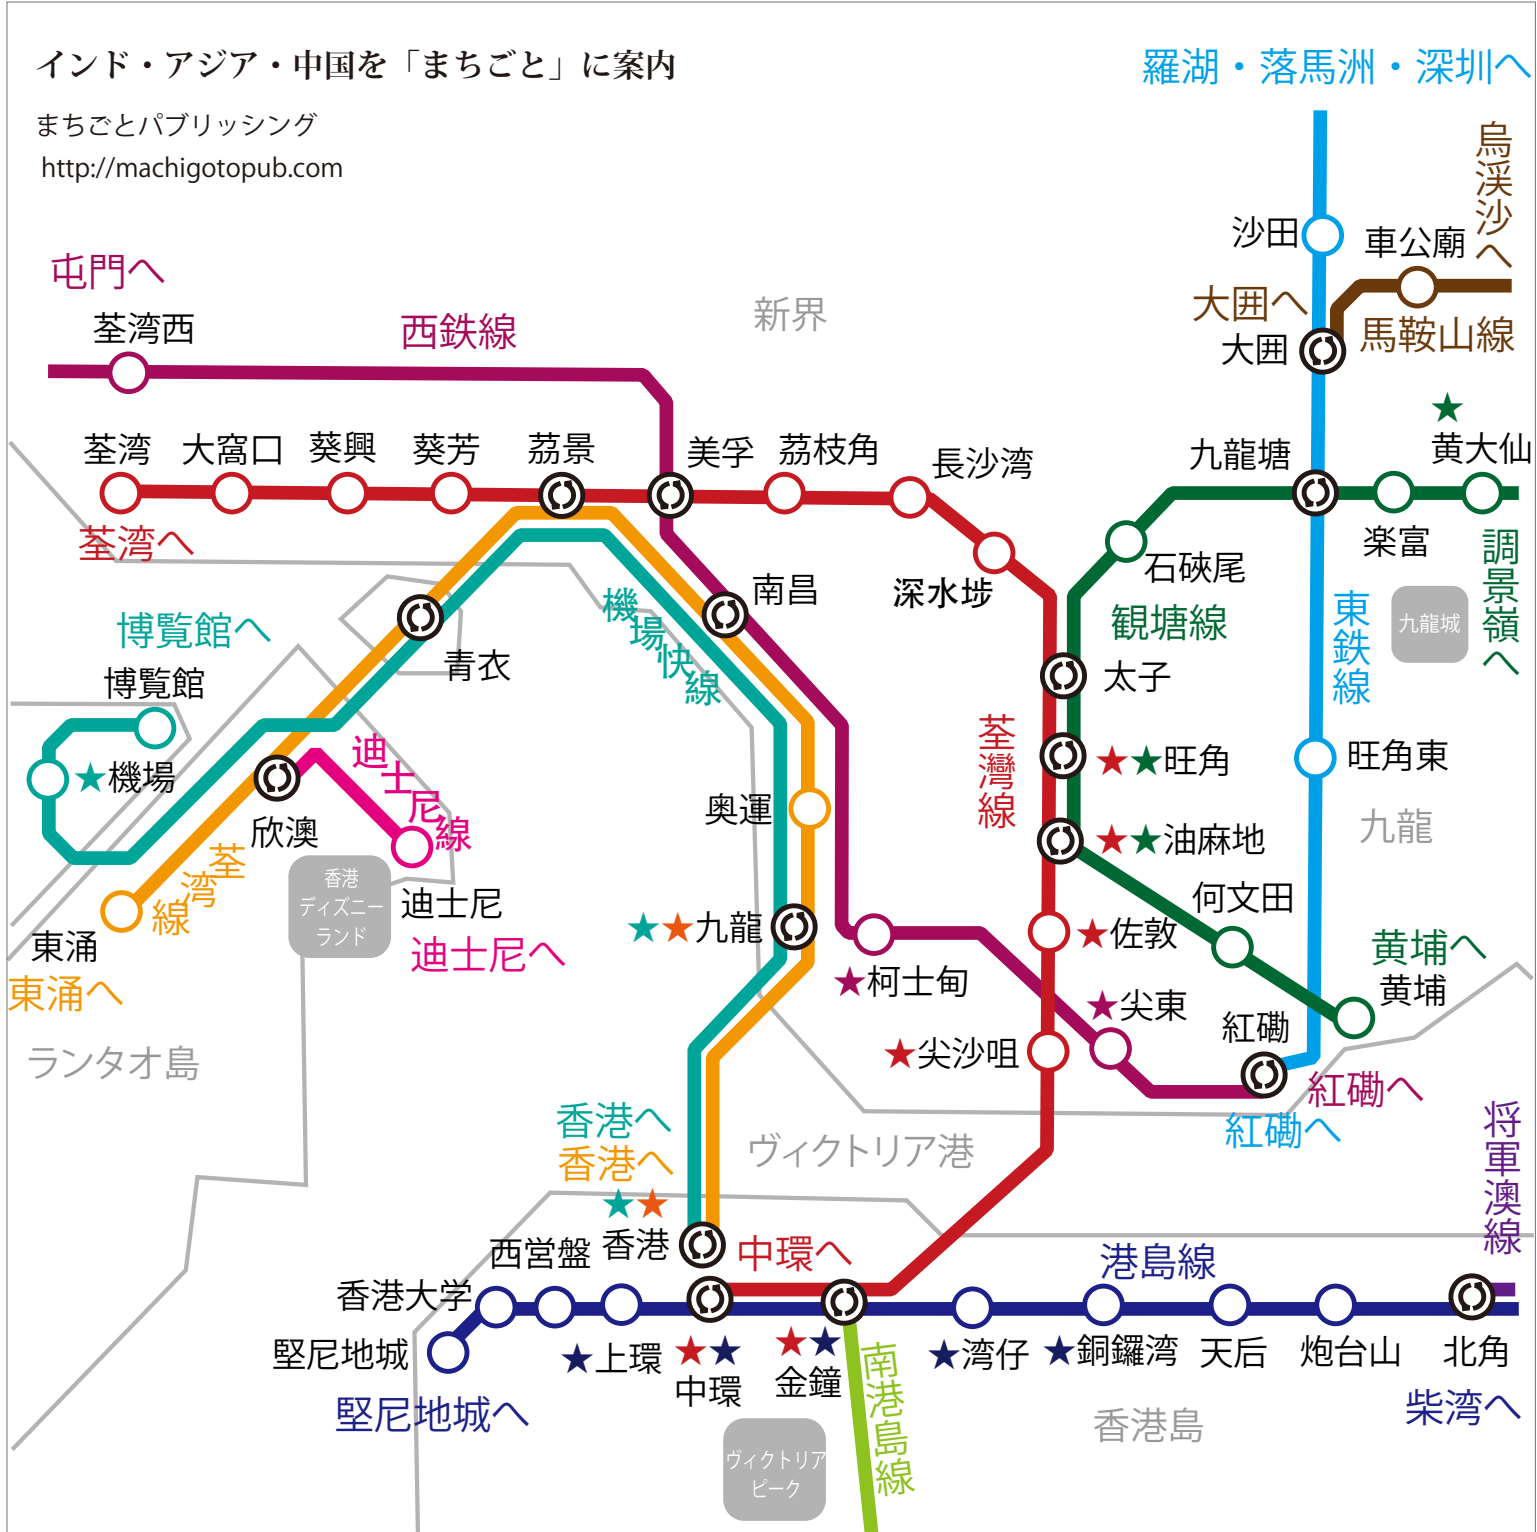 インド・アジア・中国を「まちごと」に案内
まちごとパブリッシング
http://machigotopub.com
羅湖・落馬洲・深圳へ
烏渓沙へ
沙田
車公廟
大囲へ
馬鞍山線
大囲
屯門へ
荃湾西
西鉄線
新界
荃湾
大窩口
葵興
葵芳
茘景
美孚
茘枝角
長沙湾
九龍塘
★
黄大仙
荃湾へ
楽富
調景嶺へ
石硤尾
深水埗
南昌
機場快線
観塘線
東鉄線
九龍城
博覧館へ
博覧館
青衣
太子
★機場
迪士尼線
荃灣線
★★旺角
旺角東
奥運
欣澳
九龍
★★油麻地
荃湾線
香港
ディズニー
ランド
迪士尼
何文田
東涌
迪士尼へ
★★九龍
★佐敦
黄埔へ
東涌へ
★柯士甸
黄埔
★尖東
紅磡
ランタオ島
★尖沙咀
紅磡へ
香港へ
紅磡へ
将軍澳線
香港へ
ヴィクトリア港
★★
香港
西営盤
中環へ
港島線
香港大学
堅尼地城
★上環
★★
中環
★★
金鐘
★湾仔
★銅鑼湾
天后
炮台山
北角
堅尼地城へ
南港島線
柴湾へ
香港島
ヴィクトリア
ピーク